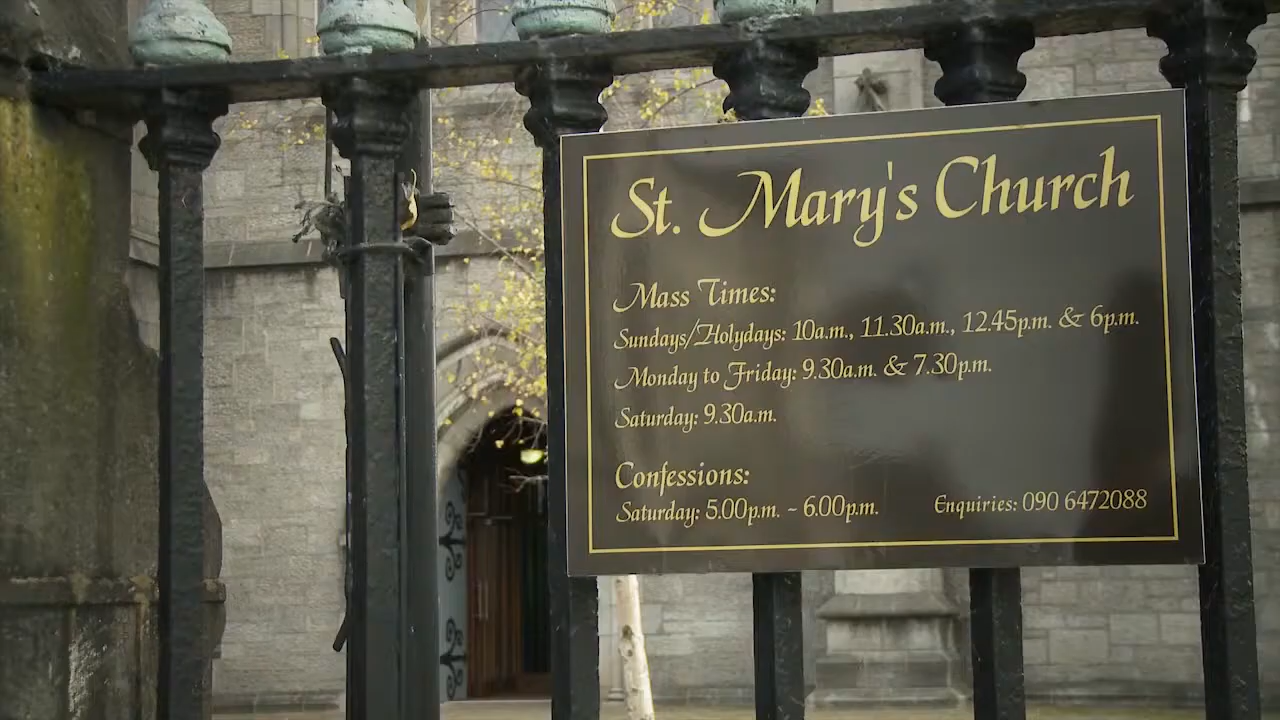 St. Mary's Church
Mass Times:
Sundays/Holydays: 10a.m., 11.30a.m., 12.45p.m. & 6p.m.
Monday to Friday: 9.30a.m. & 7.30p.m.
Saturday: 9.30a.m.
Confessions:
Saturday: 5.00p.m. - 6.00p.m.
Enquiries: 090 6472088